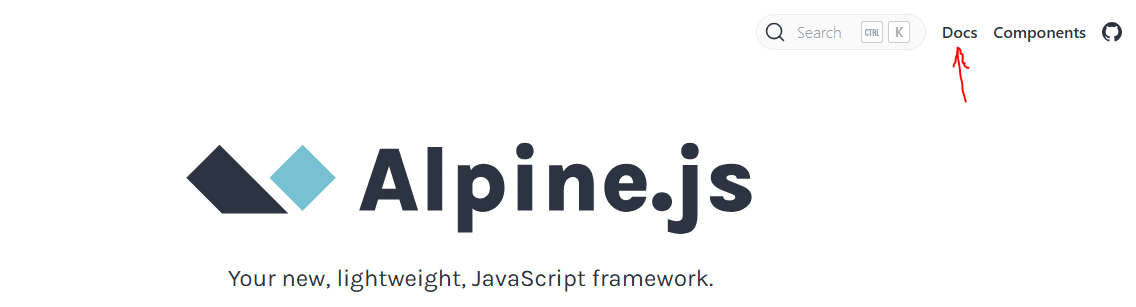 Search CTRL K Docs Components
Alpine.js
Your new, lightweight, JavaScript framework.